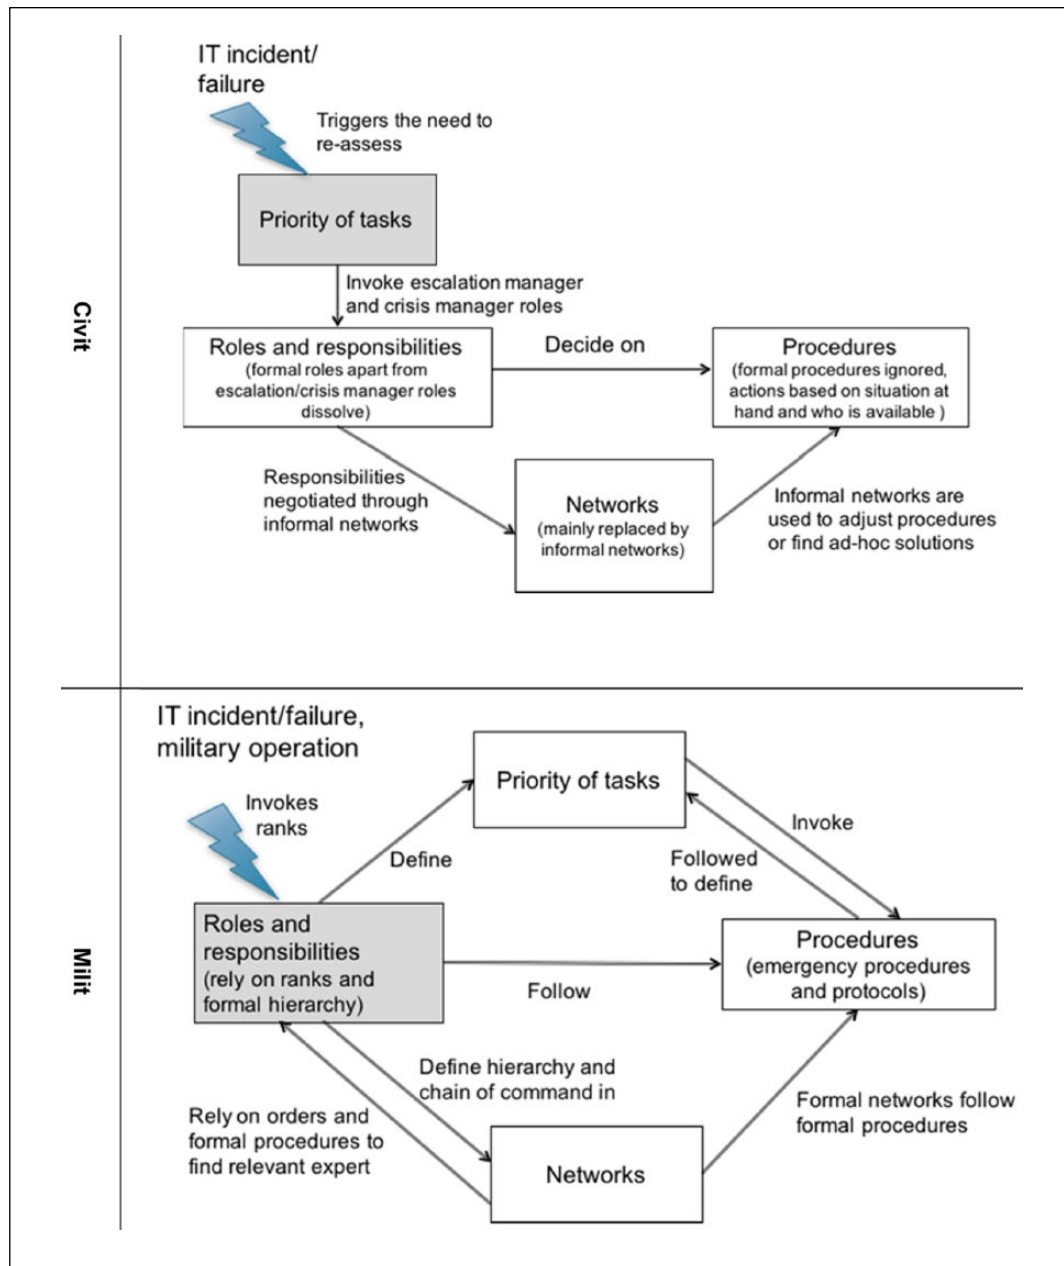 IT incident/
failure
Triggers the need to
re-assess
Priority of tasks
Invoke escalation manager
and crisis manager roles
Civit
Roles and responsibilities
(formal roles apart from
escalation/crisis manager roles
dissolve)
Decide on
Procedures
(formal procedures ignored,
actions based on situation at
hand and who is available )
Responsibilities
negotiated through
informal networks
Networks
(mainly replaced by
informal networks)
Informal networks are
used to adjust procedures
or find ad-hoc solutions
IT incident/failure,
military operation
Invokes
ranks
Priority of tasks
Define
Invoke
Followed
to define
Milit
Roles and
responsibilities
(rely on ranks and
formal hierarchy)
Follow
Procedures
(emergency procedures
and protocols)
Define hierarchy and
chain of command in
Rely on orders and
formal procedures to
find relevant expert
Networks
Formal networks follow
formal procedures